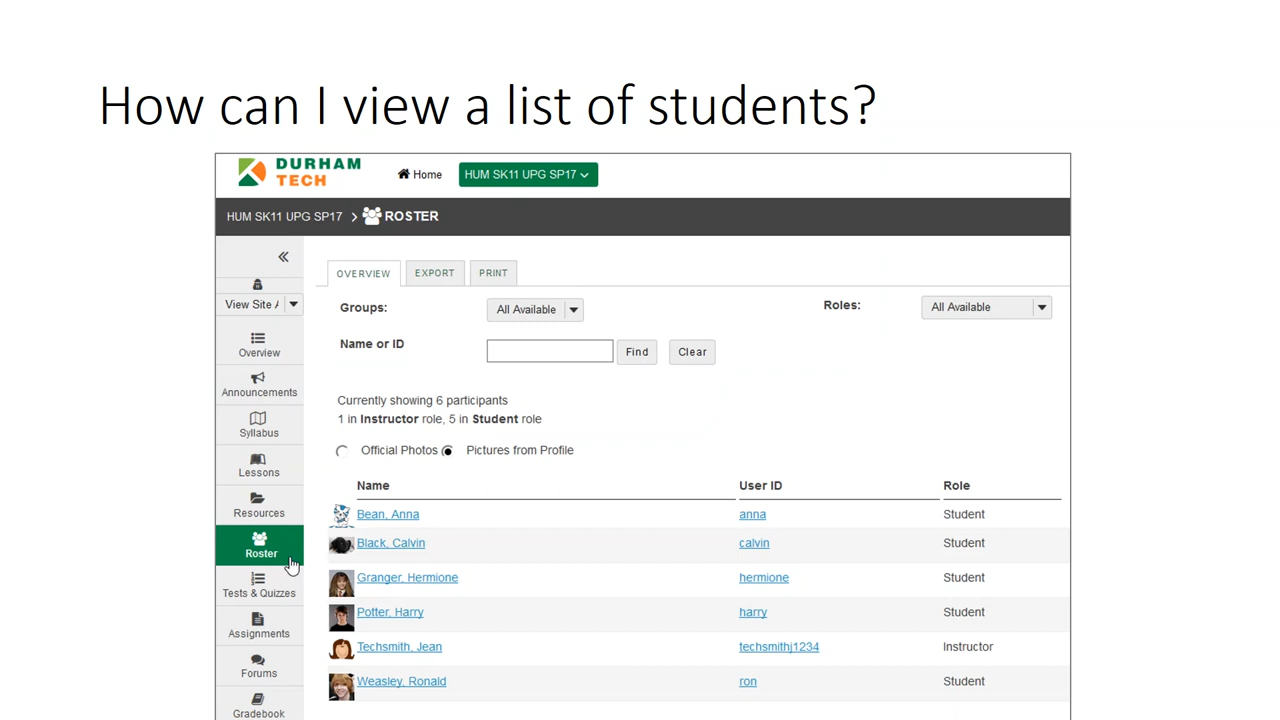 How can I view a list of students?
DURHAM
TECH
Home
HUM SK11 UPG SP17
HUM SK11 UPG SP17
ROSTER
View Site A
Overview
Announcements
Syllabus
Lessons
Resources
Roster
Tests & Quizzes
Assignments
Forums
Gradebook
OVERVIEW EXPORT PRINT
Groups: All Available Roles: All Available
Name or ID Find Clear
Currently showing 6 participants
1 in Instructor role, 5 in Student role
Official Photos Pictures from Profile
Name User ID Role
Bean, Anna anna Student
Black, Calvin calvin Student
Granger, Hermione hermione Student
Potter, Harry harry Student
Techsmith, Jean techsmithj1234 Instructor
Weasley, Ronald ron Student